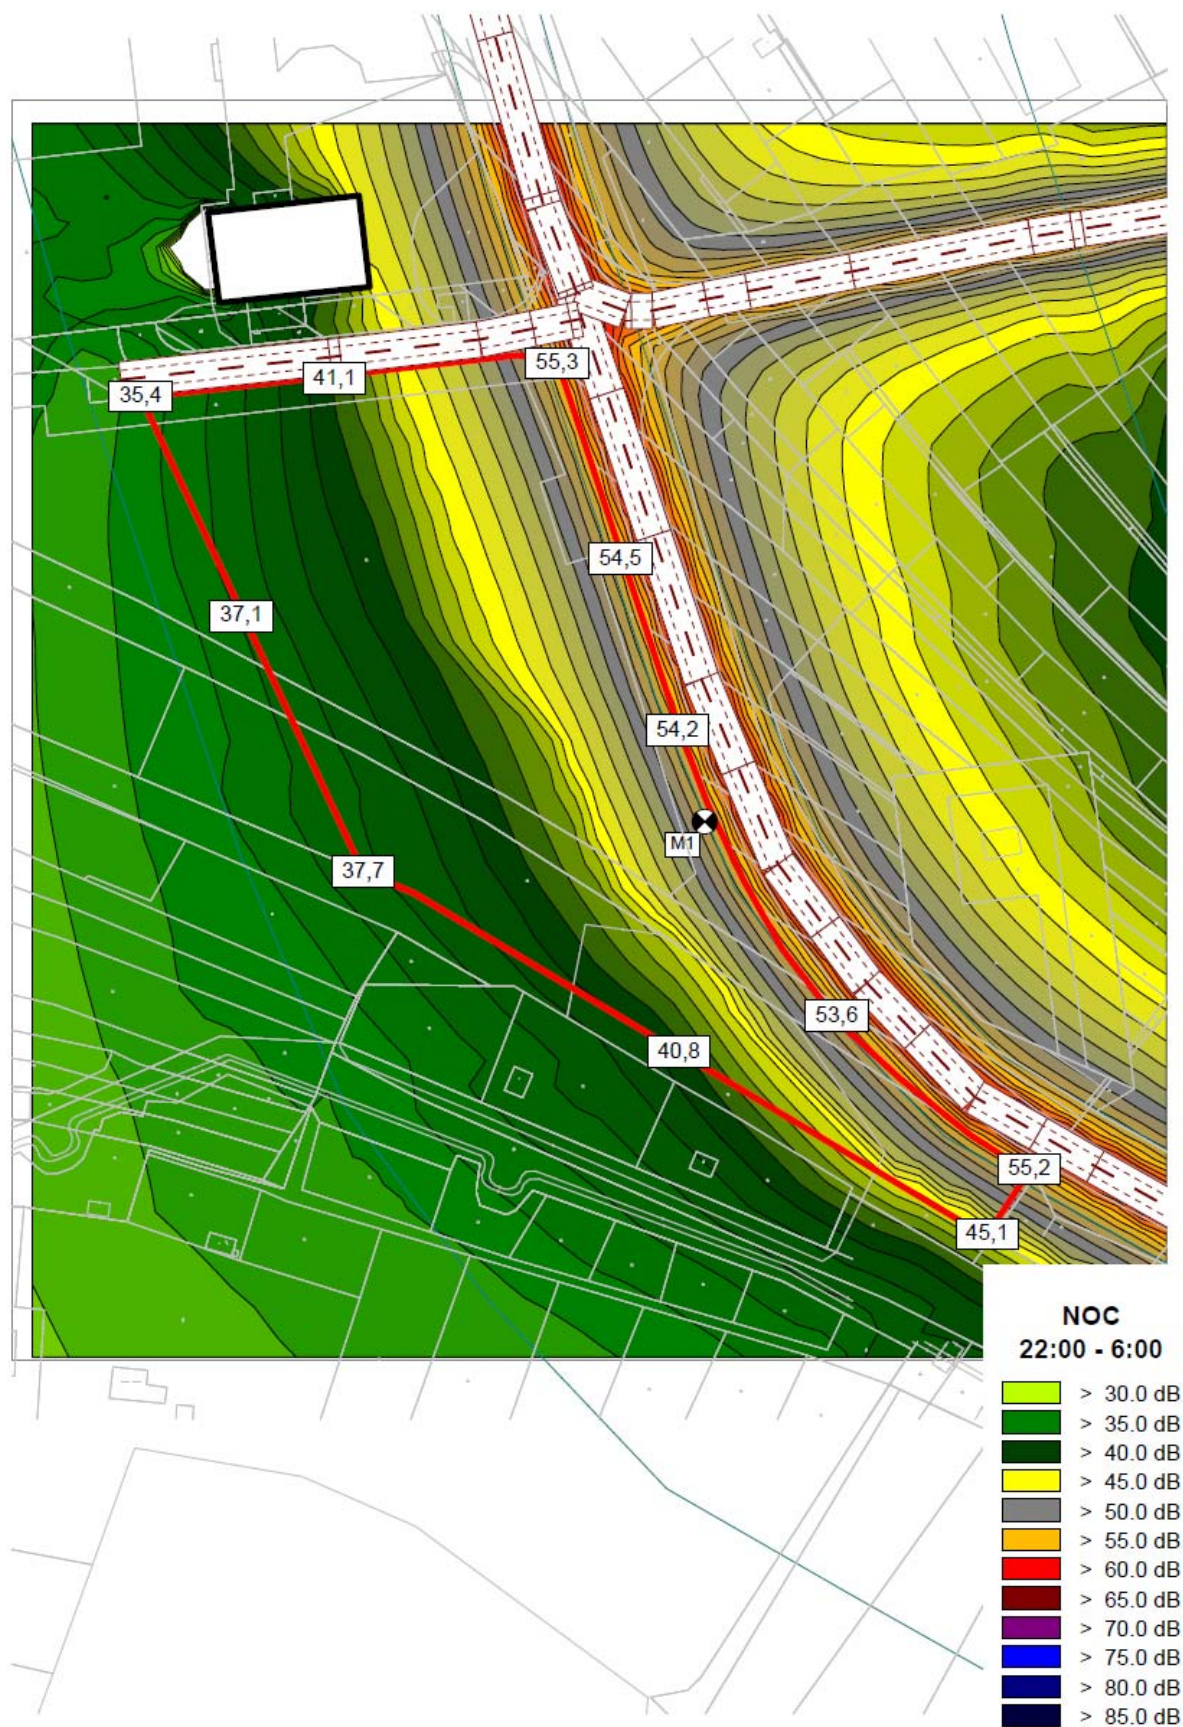 55,3
41,1
35,4
54,5
37,1
54,2
M1
37,7
53,6
40,8
55,2
45,1
NOC
22:00 - 6:00
> 30.0 dB
> 35.0 dB
> 40.0 dB
> 45.0 dB
> 50.0 dB
> 55.0 dB
> 60.0 dB
> 65.0 dB
> 70.0 dB
> 75.0 dB
> 80.0 dB
> 85.0 dB